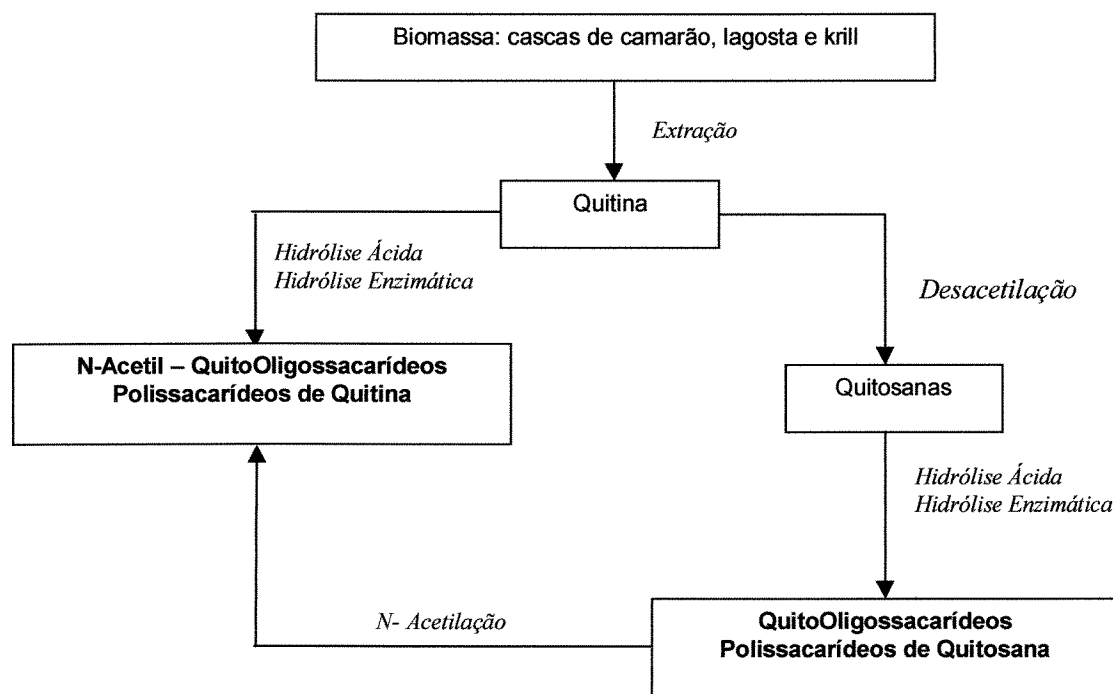 Biomassa: cascas de camarão, lagosta e krill
Extração
Quitina
Hidrólise Ácida
Hidrólise Enzimática
Desacetilação
N-Acetil – QuitoOligossacarídeos
Polissacarídeos de Quitina
Quitosanas
Hidrólise Ácida
Hidrólise Enzimática
N- Acetilação
QuitoOligossacarídeos
Polissacarídeos de Quitosana